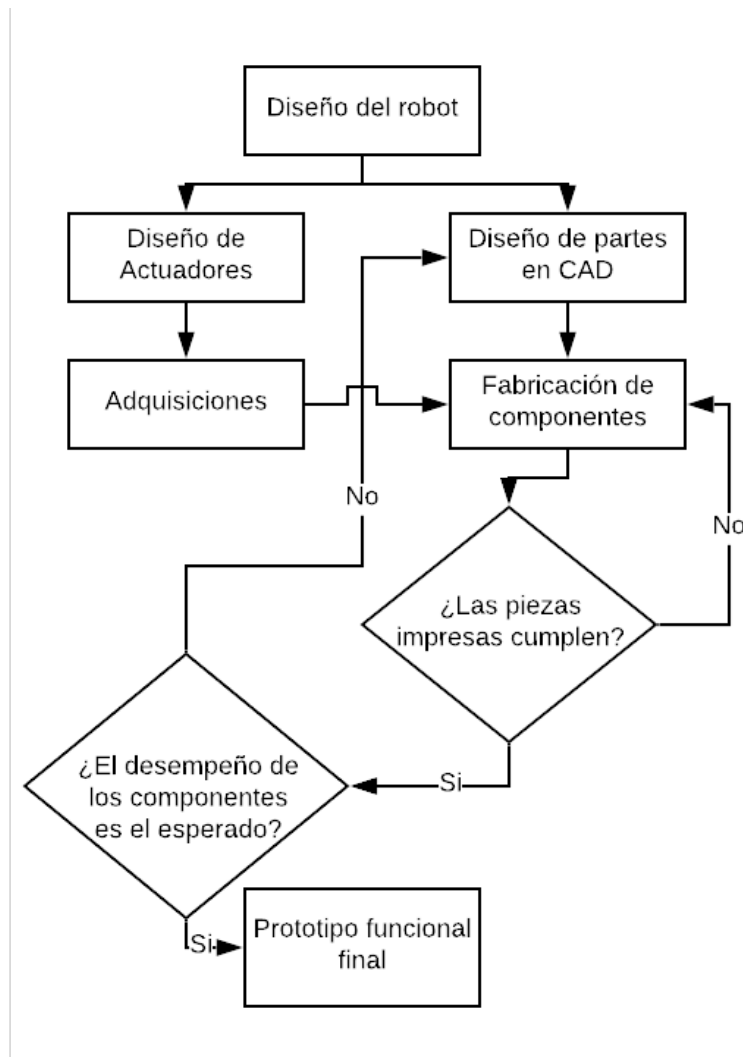 Diseño del robot
Diseño de
Actuadores
Diseño de partes
en CAD
Adquisiciones
Fabricación de
componentes
No
No
¿Las piezas
impresas cumplen?
¿El desempeño de
los componentes
es el esperado?
Si
Si
Prototipo funcional
final